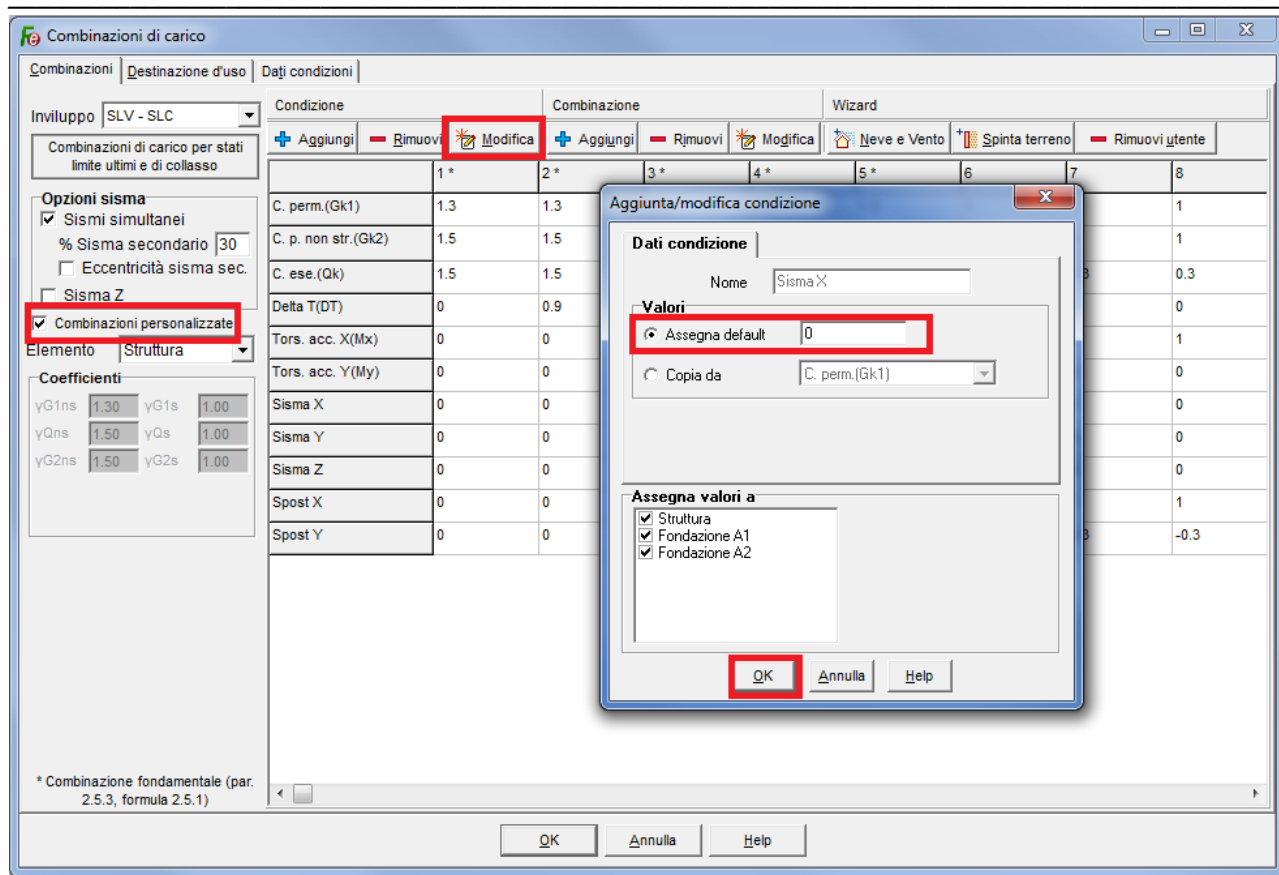 Combinazioni di carico
Combinazioni Destinazione d'uso Dati condizioni
Inviluppo SLV - SLC
Combinazioni di carico per stati
limite ultimi e di collasso
Opzioni sisma
Sismi simultanei
% Sisma secondario 30
Eccentricità sisma sec.
Sisma Z
Combinazioni personalizzate
Elemento Struttura
Coefficienti
γG1ns 1.30 γG1s 1.00
γQns 1.50 γQs 1.00
γG2ns 1.50 γG2s 1.00
* Combinazione fondamentale (par.
2.5.3, formula 2.5.1)
Condizione Combinazione Wizard
Aggiungi Rimuovi Modifica Aggiungi Rimuovi Modifica Neve e Vento Spinta terreno Rimuovi utente
1 * 2 * 3 * 4 * 5 * 6 7 8
C. perm.(Gk1) 1.3 1.3 1
C. p. non str.(Gk2) 1.5 1.5 1
C. ese.(Qk) 1.5 1.5 3 0.3
Delta T(DT) 0 0.9 0
Tors. acc. X(Mx) 0 0 1
Tors. acc. Y(My) 0 0 0
Sisma X 0 0 0
Sisma Y 0 0 0
Sisma Z 0 0 0
Spost X 0 0 1
Spost Y 0 0 3 -0.3
Aggiunta/modifica condizione
Dati condizione
Nome Sisma X
Valori
Assegna default 0
Copia da C. perm.(Gk1)
Assegna valori a
Struttura
Fondazione A1
Fondazione A2
OK Annulla Help
OK Annulla Help